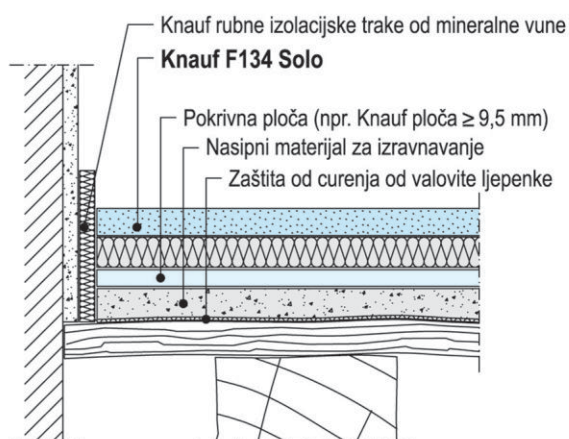 Knauf rubne izolacijske trake od mineralne vune
Knauf F134 Solo
Pokrivna ploča (npr. Knauf ploča ≥ 9,5 mm)
Nasipni materijal za izravnavanje
Zaštita od curenja od valovite ljepenke